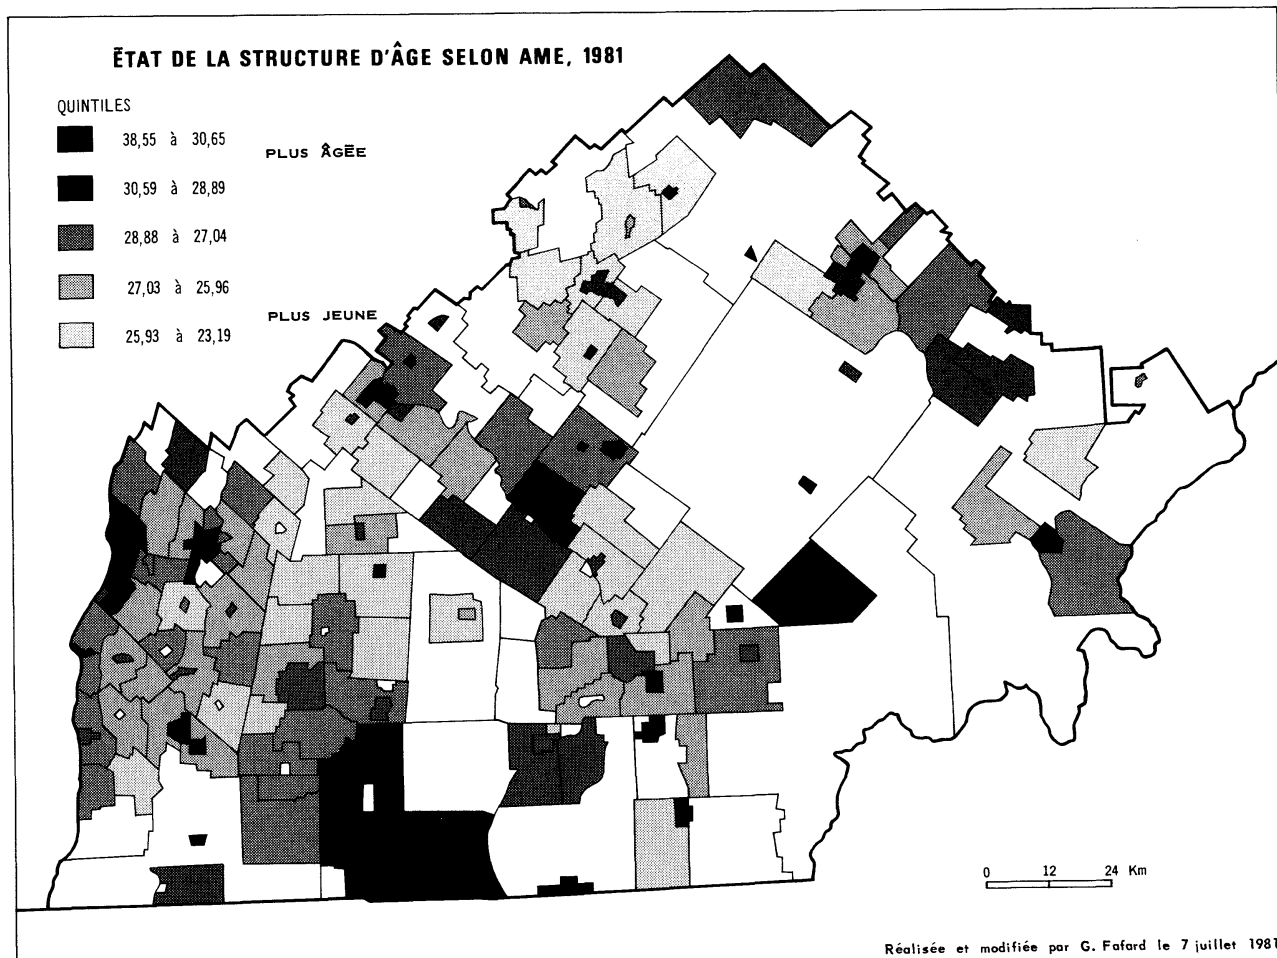 ËTAT DE LA STRUCTURE D'ÂGE SELON AME, 1981
QUINTILES
38,55 à 30,65
PLUS ÂGËE
30,59 à 28,89
28,88 à 27,04
27,03 à 25,96
PLUS JEUNE
25,93 à 23,19
0 12 24 Km
Réalisée et modifiée par G. Fafard le 7 juillet 1981